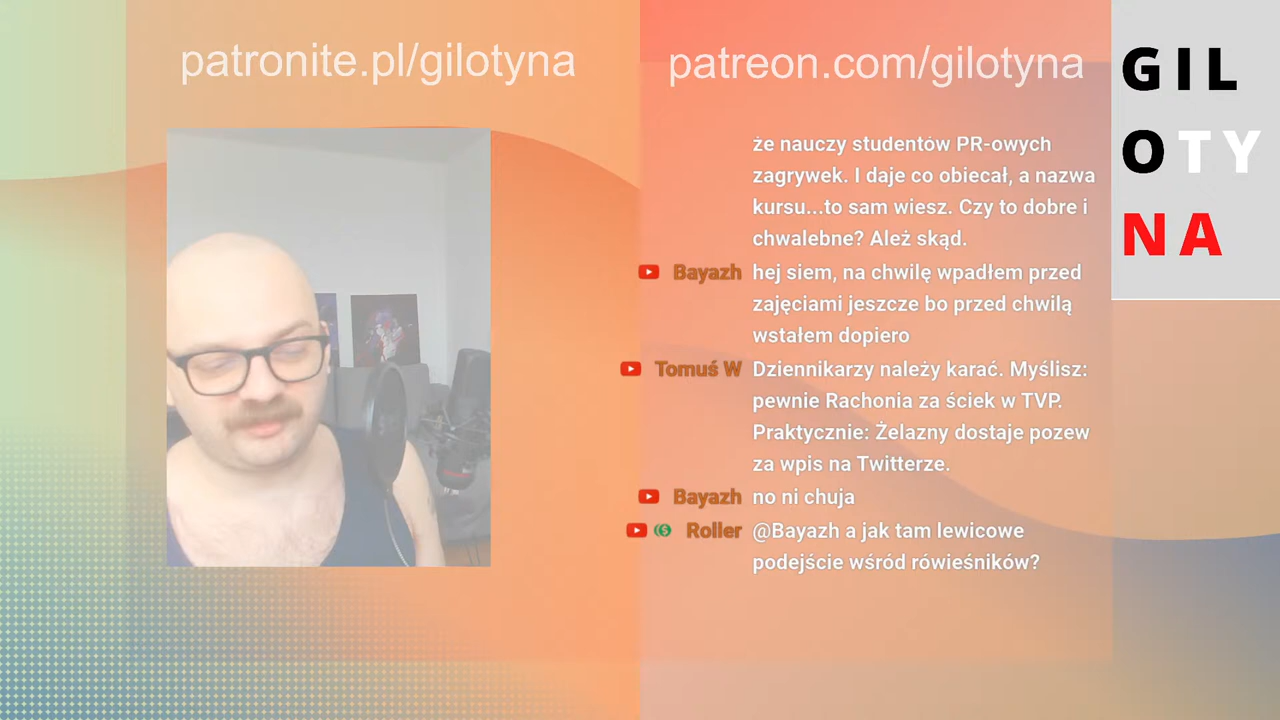 patronite.pl/gilotyna
patreon.com/gilotyna
GIL
OTY
NA
że nauczy studentów PR-owych
zagrywek. I daje co obiecał, a nazwa
kursu...to sam wiesz. Czy to dobre i
chwalebne? Ależ skąd.
Bayazh hej siem, na chwilę wpadłem przed
zajęciami jeszcze bo przed chwilą
wstałem dopiero
Tomuś W Dziennikarzy należy karać. Myślisz:
pewnie Rachonia za ściek w TVP.
Praktycznie: Żelazny dostaje pozew
za wpis na Twitterze.
Bayazh no ni chuja
Roller @Bayazh a jak tam lewicowe
podejście wśród rówieśników?